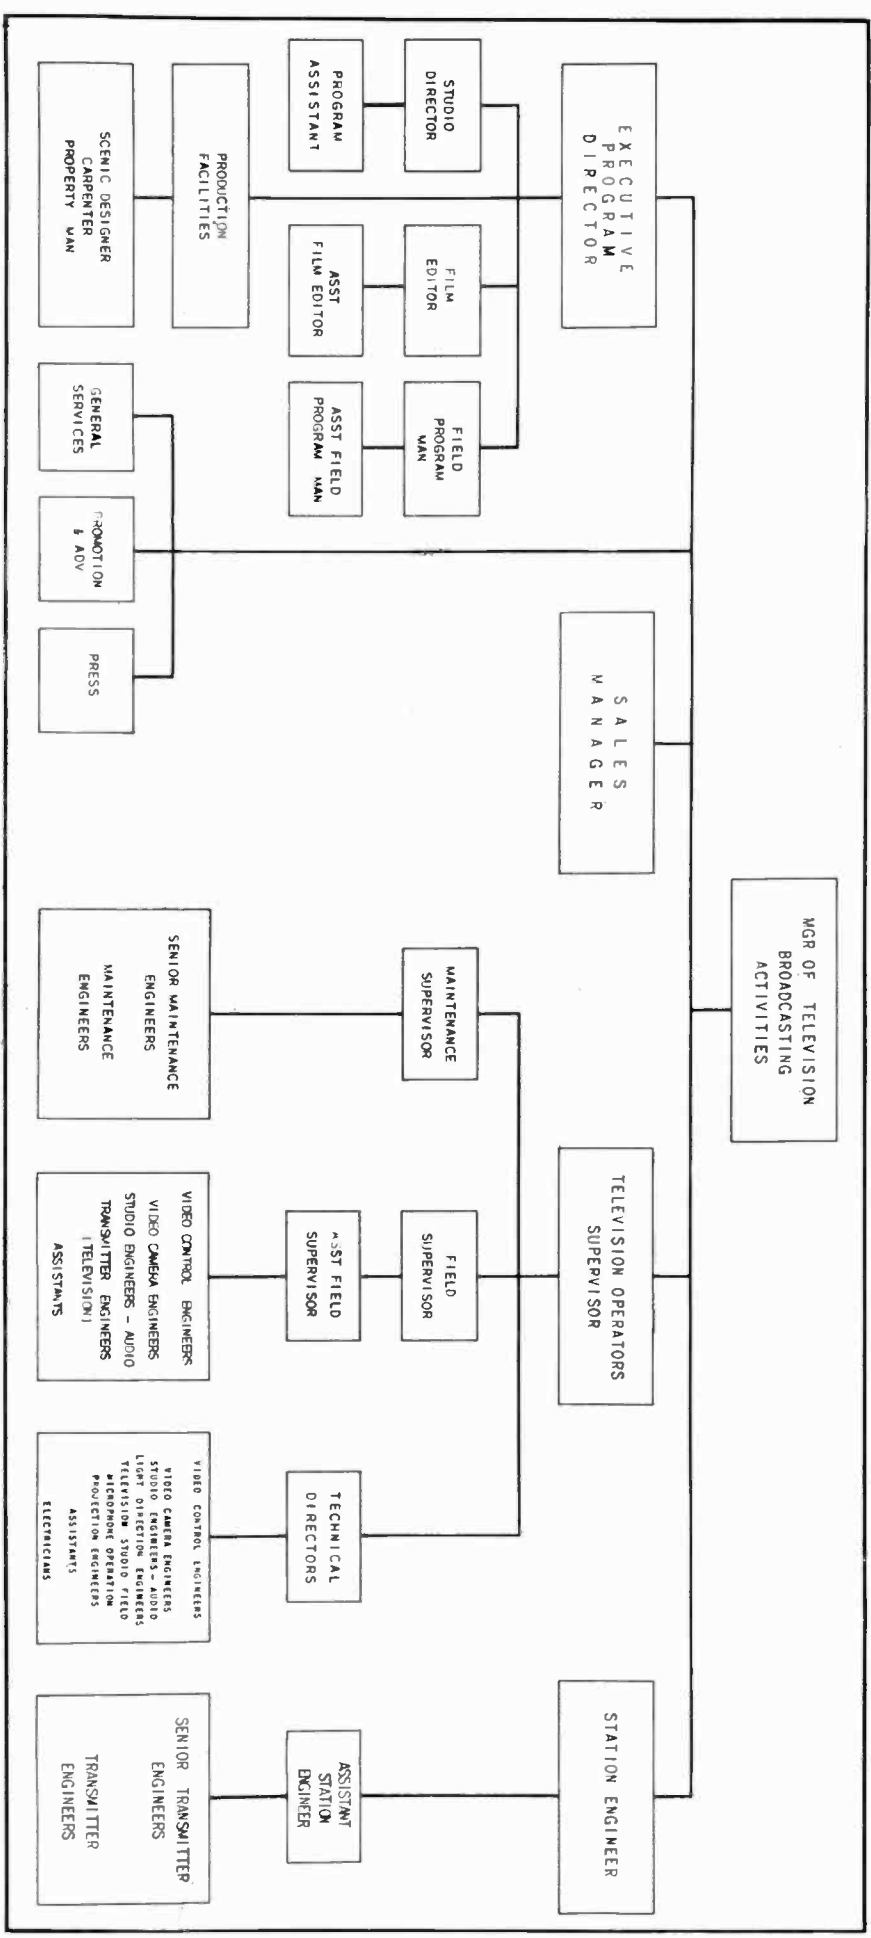 MGR OF TELEVISION
BROADCASTING
ACTIVITIES
EXECUTIVE
PROGRAM
DIRECTOR
SALES
MANAGER
TELEVISION OPERATORS
SUPERVISOR
STATION ENGINEER
STUDIO
DIRECTOR
FILM
EDITOR
FIELD
PROGRAM
MAN
MAINTENANCE
SUPERVISOR
FIELD
SUPERVISOR
PROGRAM
ASSISTANT
ASST
FILM EDITOR
ASST FIELD
PROGRAM MAN
ASST FIELD
SUPERVISOR
TECHNICAL
DIRECTORS
ASSISTANT
STATION
ENGINEER
PRODUCTION
FACILITIES
SCENIC DESIGNER
CARPENTER
PROPERTY MAN
GENERAL
SERVICES
PROMOTION
& ADV
PRESS
SENIOR MAINTENANCE
ENGINEERS
MAINTENANCE
ENGINEERS
VIDEO CONTROL ENGINEERS
VIDEO CAMERA ENGINEERS
STUDIO ENGINEERS - AUDIO
TRANSMITTER ENGINEERS
(TELEVISION)
ASSISTANTS
VIDEO CONTROL ENGINEERS
VIDEO CAMERA ENGINEERS
STUDIO ENGINEERS - AUDIO
LIGHT DIRECTION ENGINEERS
TELEVISION STUDIO FIELD
MICROPHONE OPERATION
PROJECTION ENGINEERS
ASSISTANTS
ELECTRICIANS
SENIOR TRANSMITTER
ENGINEERS
TRANSMITTER
ENGINEERS